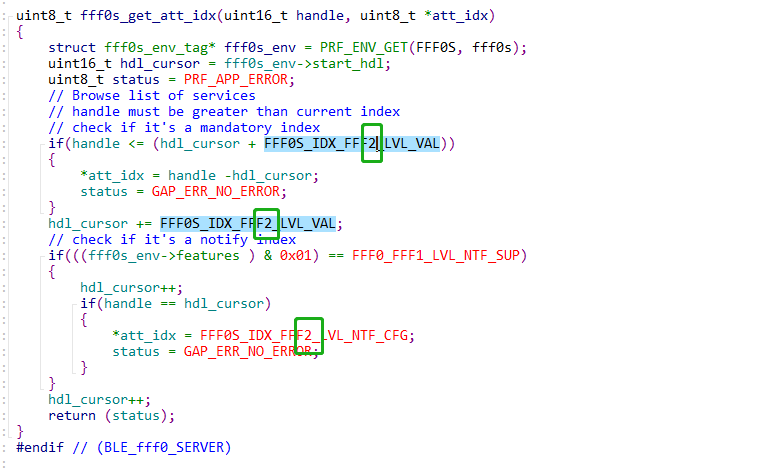 uint8_t fff0s_get_att_idx(uint16_t handle, uint8_t *att_idx)
{
    struct fff0s_env_tag* fff0s_env = PRF_ENV_GET(FFF0S, fff0s);
    uint16_t hdl_cursor = fff0s_env->start_hdl;
    uint8_t status = PRF_APP_ERROR;
    // Browse list of services
    // handle must be greater than current index
    // check if it's a mandatory index
    if(handle <= (hdl_cursor + FFF0S_IDX_FFF2_LVL_VAL))
    {
        *att_idx = handle -hdl_cursor;
        status = GAP_ERR_NO_ERROR;
    }
    hdl_cursor += FFF0S_IDX_FFF2_LVL_VAL;
    // check if it's a notify index
    if(((fff0s_env->features ) & 0x01) == FFF0_FFF1_LVL_NTF_SUP)
    {
        hdl_cursor++;
        if(handle == hdl_cursor)
        {
            *att_idx = FFF0S_IDX_FFF2_LVL_NTF_CFG;
            status = GAP_ERR_NO_ERROR;
        }
    }
    hdl_cursor++;
    return (status);
}
#endif // (BLE_fff0_SERVER)